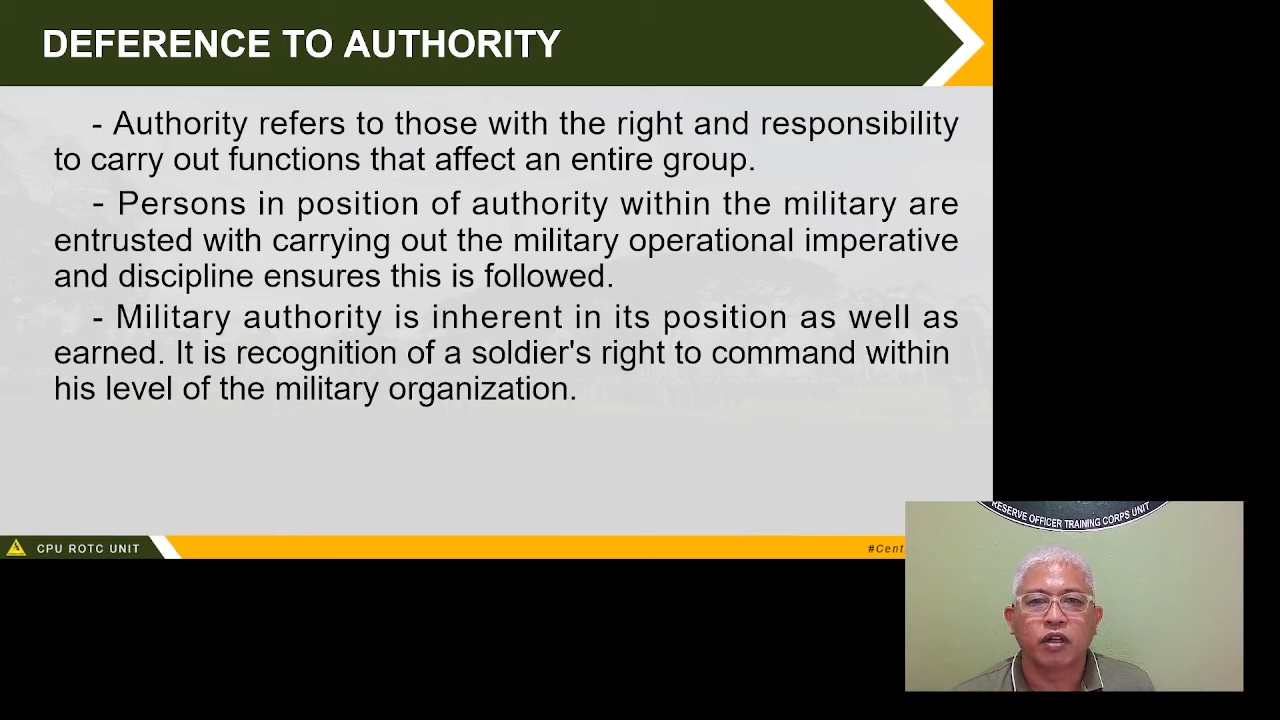 DEFERENCE TO AUTHORITY
- Authority refers to those with the right and responsibility
to carry out functions that affect an entire group.
- Persons in position of authority within the military are
entrusted with carrying out the military operational imperative
and discipline ensures this is followed.
- Military authority is inherent in its position as well as
earned. It is recognition of a soldier's right to command within
his level of the military organization.
RESERVE OFFICER TRAINING CORPS UNIT
CPU ROTC UNIT
#Cent